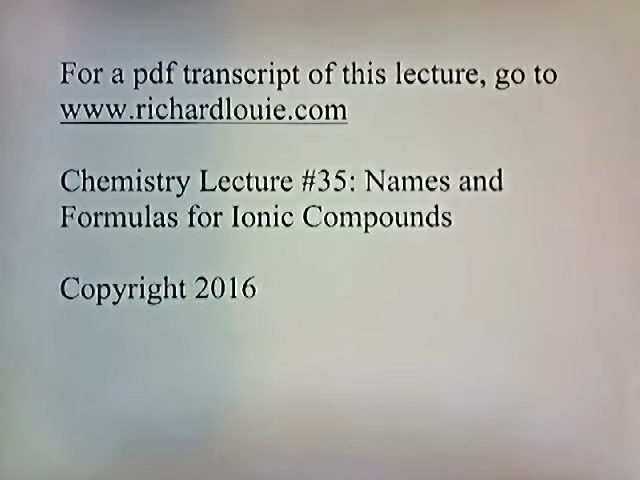 For a pdf transcript of this lecture, go to
www.richardlouie.com
Chemistry Lecture #35: Names and
Formulas for Ionic Compounds
Copyright 2016